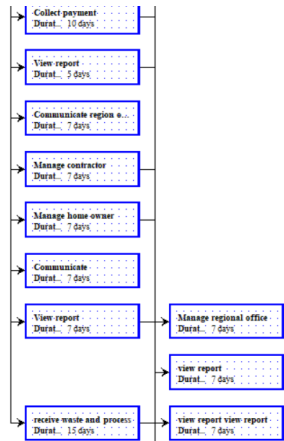 Collect payment
Durat... 10 days
View report
Durat... 5 days
Communicate region o...
Durat... 7 days
Manage contractor
Durat... 7 days
Manage home owner
Durat... 7 days
Communicate
Durat... 7 days
View report
Durat... 7 days
Manage regional office
Durat... 7 days
view report
Durat... 7 days
receive waste and process
Durat... 15 days
view report view report
Durat... 7 days